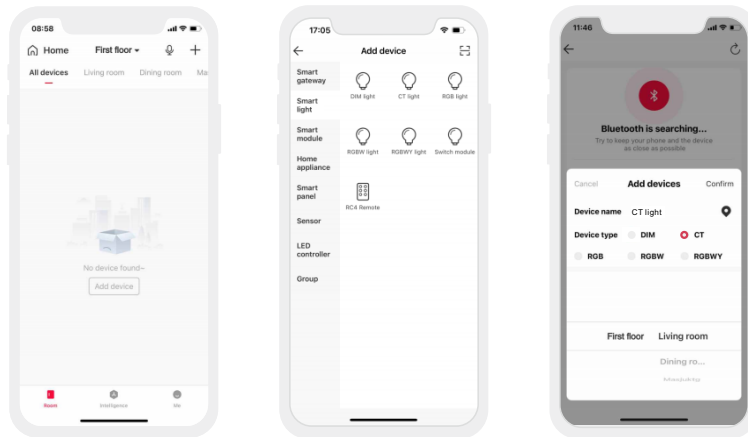 08:58
Home First floor
All devices Living room Dining room Ma
No device found~
Add device
Room Intelligence Me
17:05
Add device
Smart gateway
Smart light
Smart module
Home appliance
Smart panel
Sensor
LED controller
Group
DIM light CT light RGB light
RGBW light RGBWY light Switch module
RC4 Remote
11:46
Bluetooth is searching...
Try to keep your phone and the device
as close as possible
Cancel Add devices Confirm
Device name CT light
Device type DIM CT
RGB RGBW RGBWY
First floor Living room
Dining ro...